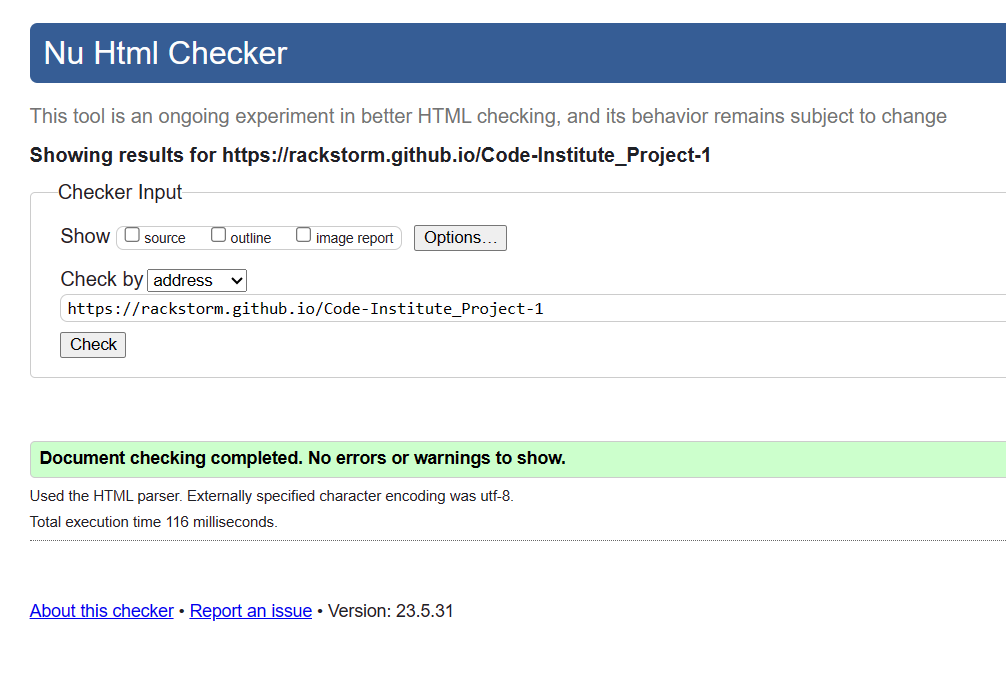 Nu Html Checker
This tool is an ongoing experiment in better HTML checking, and its behavior remains subject to change
Showing results for https://rackstorm.github.io/Code-Institute_Project-1
Checker Input
Show source outline image report Options...
Check by address
https://rackstorm.github.io/Code-Institute_Project-1
Check
Document checking completed. No errors or warnings to show.
Used the HTML parser. Externally specified character encoding was utf-8.
Total execution time 116 milliseconds.
About this checker • Report an issue • Version: 23.5.31